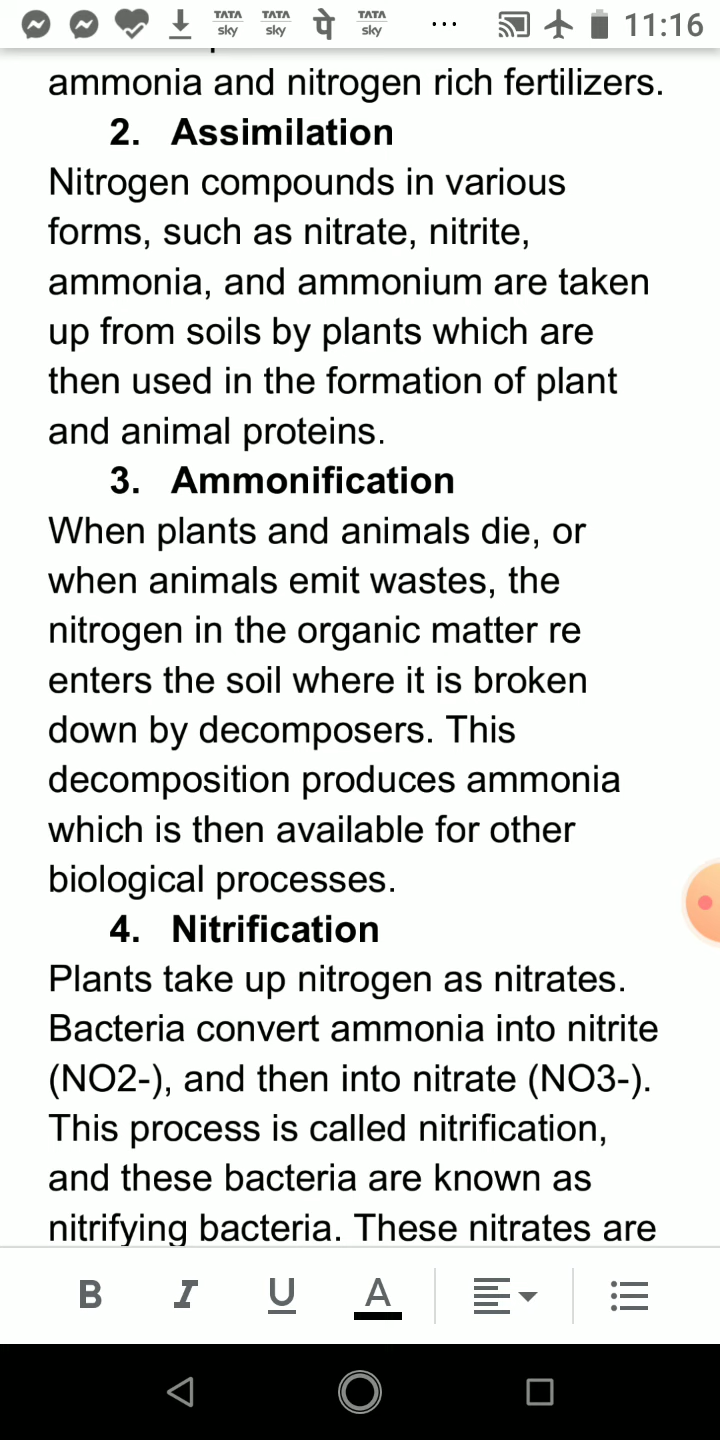 TATA
sky
TATA
sky
पे
TATA
sky
...
11:16
ammonia and nitrogen rich fertilizers.
2. Assimilation
Nitrogen compounds in various
forms, such as nitrate, nitrite,
ammonia, and ammonium are taken
up from soils by plants which are
then used in the formation of plant
and animal proteins.
3. Ammonification
When plants and animals die, or
when animals emit wastes, the
nitrogen in the organic matter re
enters the soil where it is broken
down by decomposers. This
decomposition produces ammonia
which is then available for other
biological processes.
4. Nitrification
Plants take up nitrogen as nitrates.
Bacteria convert ammonia into nitrite
(NO2-), and then into nitrate (NO3-).
This process is called nitrification,
and these bacteria are known as
nitrifying bacteria. These nitrates are
B I U A